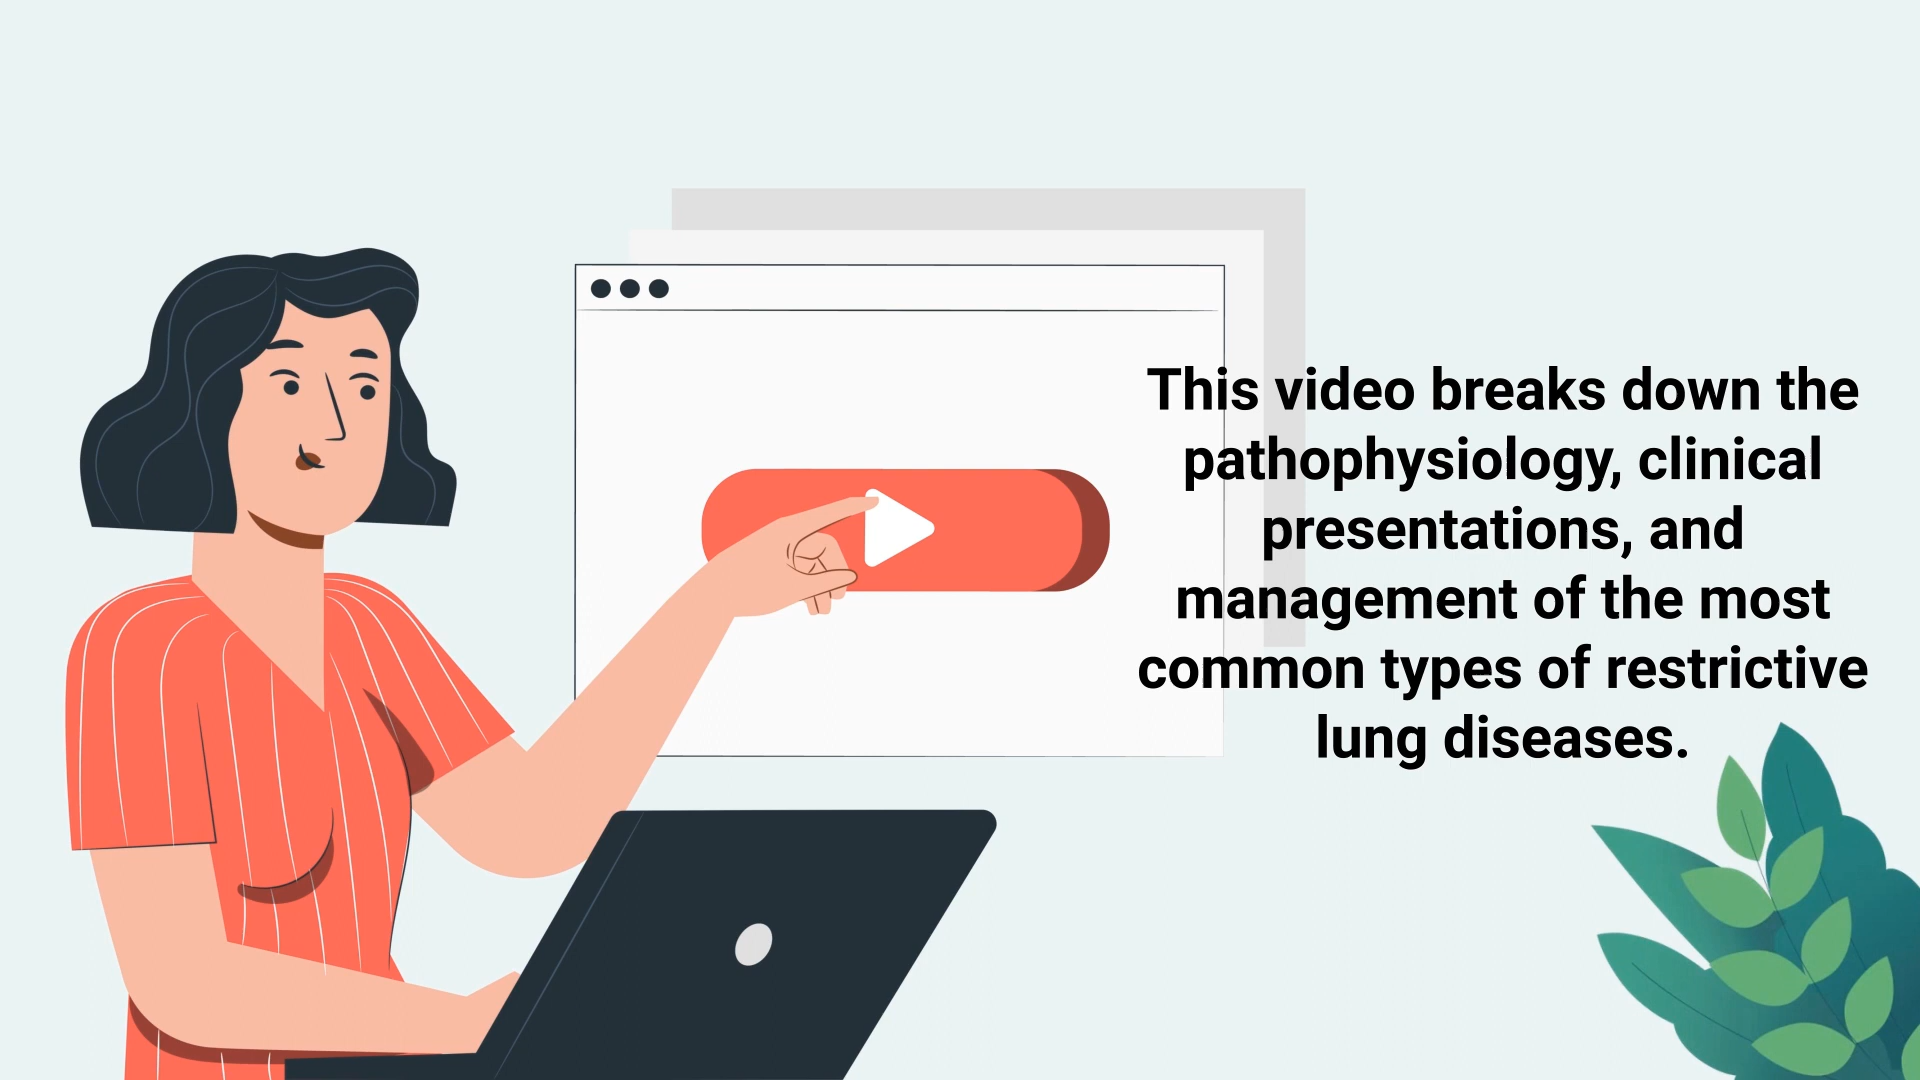 This video breaks down the
pathophysiology, clinical
presentations, and
management of the most
common types of restrictive
lung diseases.